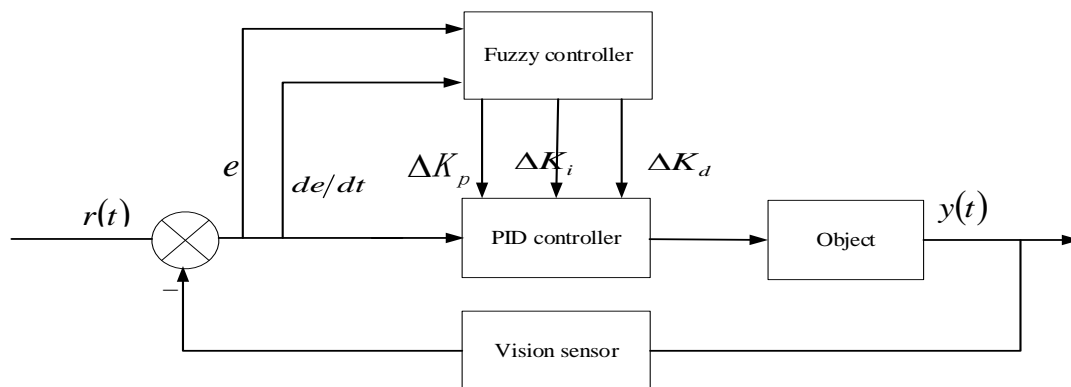 Fuzzy controller
e
de/dt
ΔK_p
ΔK_i
ΔK_d
r(t)
PID controller
Object
y(t)
−
Vision sensor